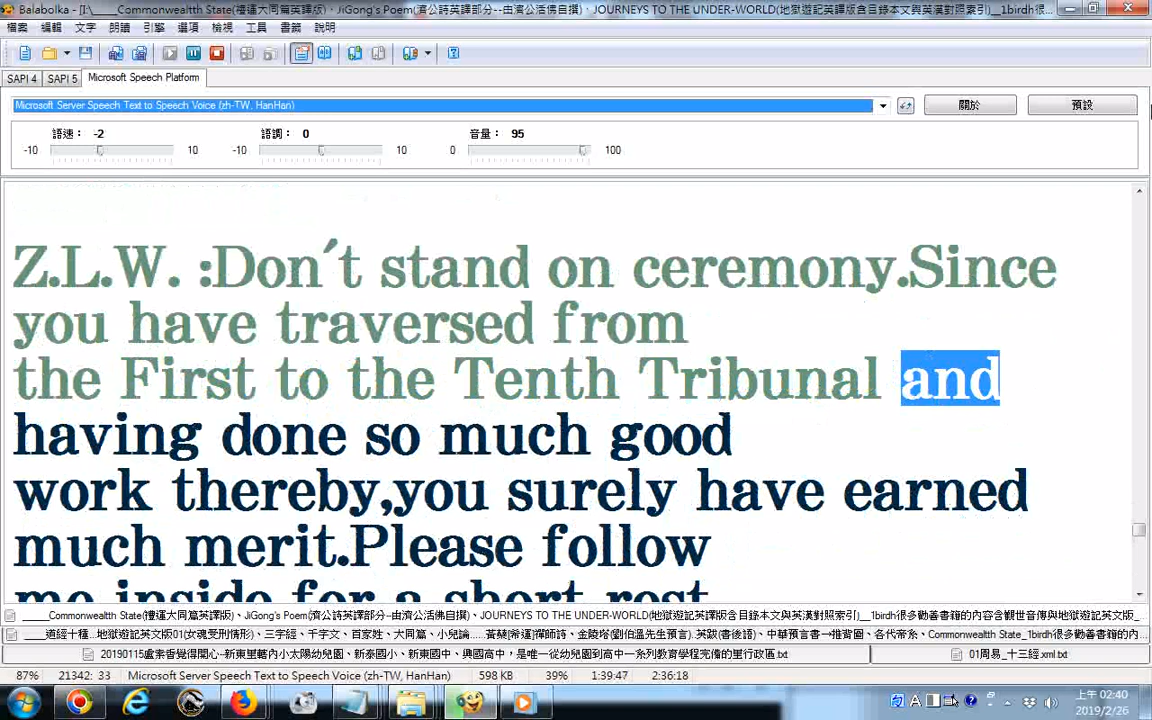 Balabolka - [I:\_____Commonwealtth State(禮運大同篇英譯版)、JiGong's Poem(濟公詩英譯部分--由濟公活佛自撰)、JOURNEYS TO THE UNDER-WORLD(地獄遊記英譯版含目錄本文與英漢對照索引)__1birdh很...
檔案 編輯 文字 朗讀 引擎 選項 檢視 工具 書籤 說明
SAPI 4 SAPI 5 Microsoft Speech Platform
Microsoft Server Speech Text to Speech Voice (zh-TW, HanHan) 關於 預設
語速： -2 語調： 0 音量： 95
-10 10 -10 10 0 100
Z.L.W. :Don´t stand on ceremony.Since
you have traversed from
the First to the Tenth Tribunal and
having done so much good
work thereby,you surely have earned
much merit.Please follow
me inside for a short rest
_____Commonwealtth State(禮運大同篇英譯版)、JiGong's Poem(濟公詩英譯部分--由濟公活佛自撰)、JOURNEYS TO THE UNDER-WORLD(地獄遊記英譯版含目錄本文與英漢對照索引)__1birdh很多勸善書籍的內容含觀世音傳與地獄遊記英文版_
____道經十種...地獄遊記英文版01(女魂受刑情形)、三字經、千字文、百家姓、大同篇、小兒論......黃蘗(希運)禪師詩、金陵塔(劉伯溫先生預言).英跋(書後語)、中華預言書一推背圖、各代帝系、Commonwealtth State_1birdh很多勸善書籍的內...
20190115盧素香覺得開心--新東里轄內小太陽幼兒園、新泰國小、新東國中、興國高中，是唯一從幼兒園到高中一系列教育學程完備的里行政區.txt 01周易_十三經.xml.txt
87% 21342: 33 Microsoft Server Speech Text to Speech Voice (zh-TW, HanHan) 598 KB 39% 1:39:47 2:36:18
上午 02:40
2019/2/26